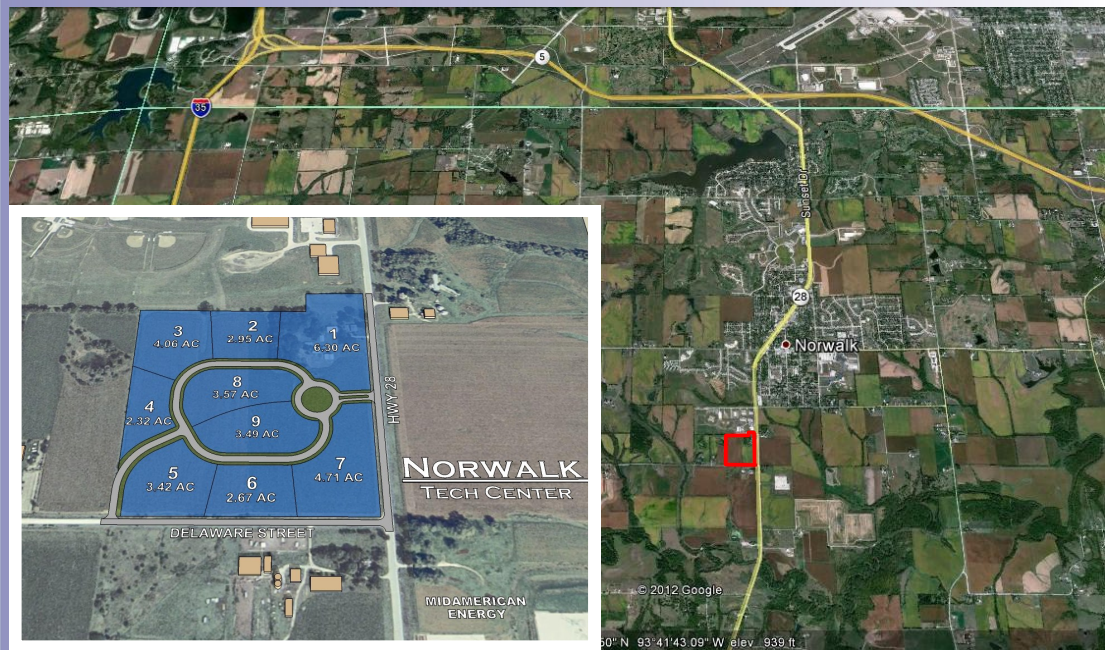 5
35
Sunset Dr
28
Norwalk
3
4.06 AC
2
2.95 AC
1
6.30 AC
8
3.57 AC
4
2.32 AC
9
3.49 AC
5
3.42 AC
6
2.67 AC
7
4.71 AC
HWY 28
NORWALK
TECH CENTER
DELAWARE STREET
MIDAMERICAN
ENERGY
© 2012 Google
50" N 93°41'43.09" W elev 939 ft